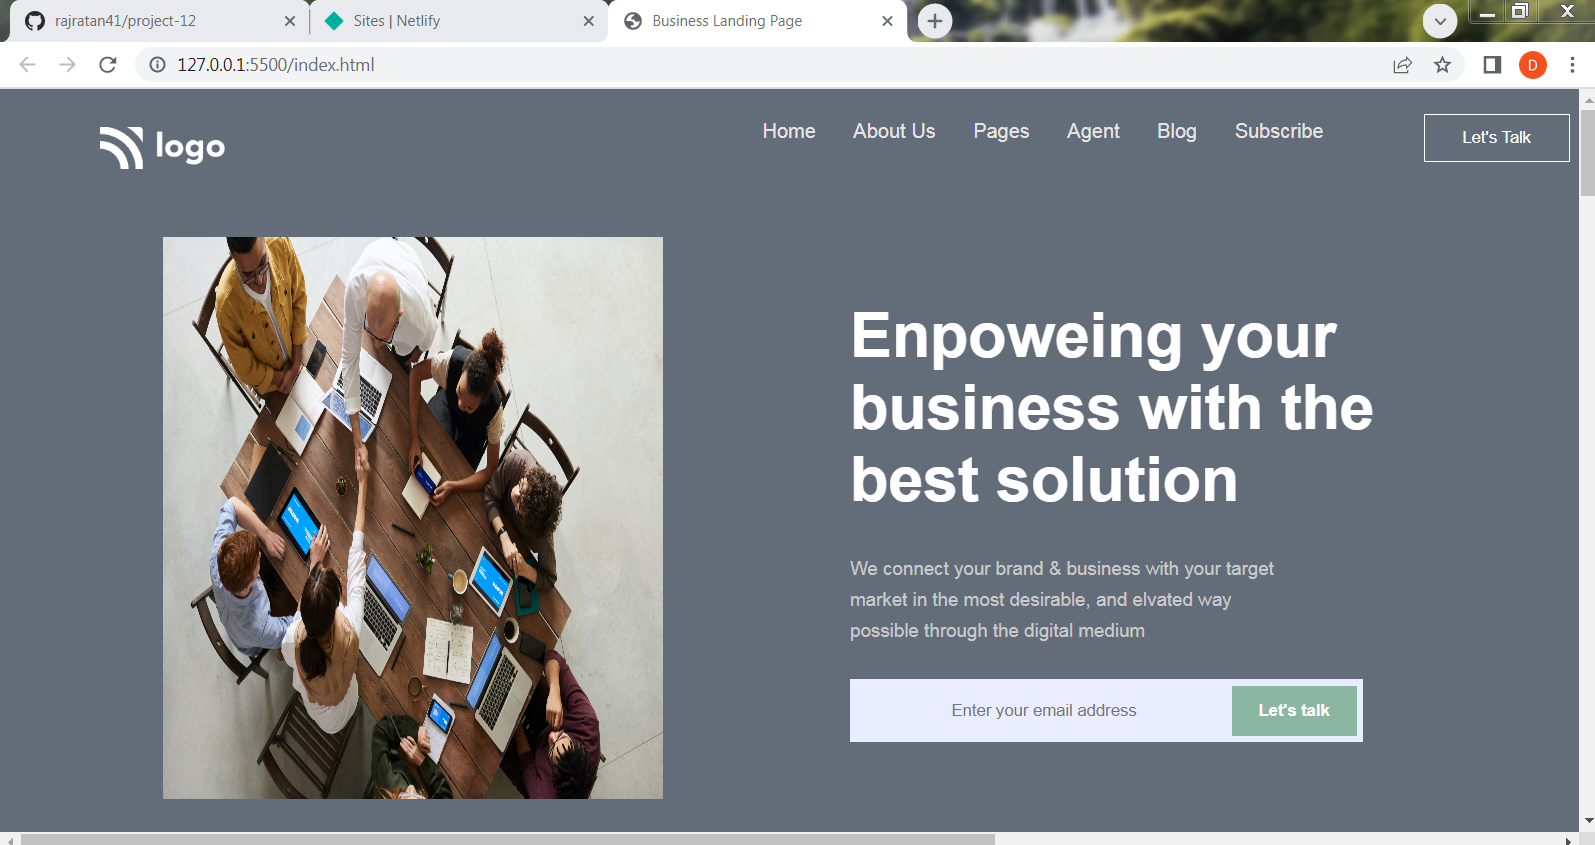 rajratan41/project-12
Sites | Netlify
Business Landing Page
127.0.0.1:5500/index.html
D
logo
Home About Us Pages Agent Blog Subscribe
Let's Talk
Enpoweing your
business with the
best solution
We connect your brand & business with your target
market in the most desirable, and elvated way
possible through the digital medium
Enter your email address
Let's talk